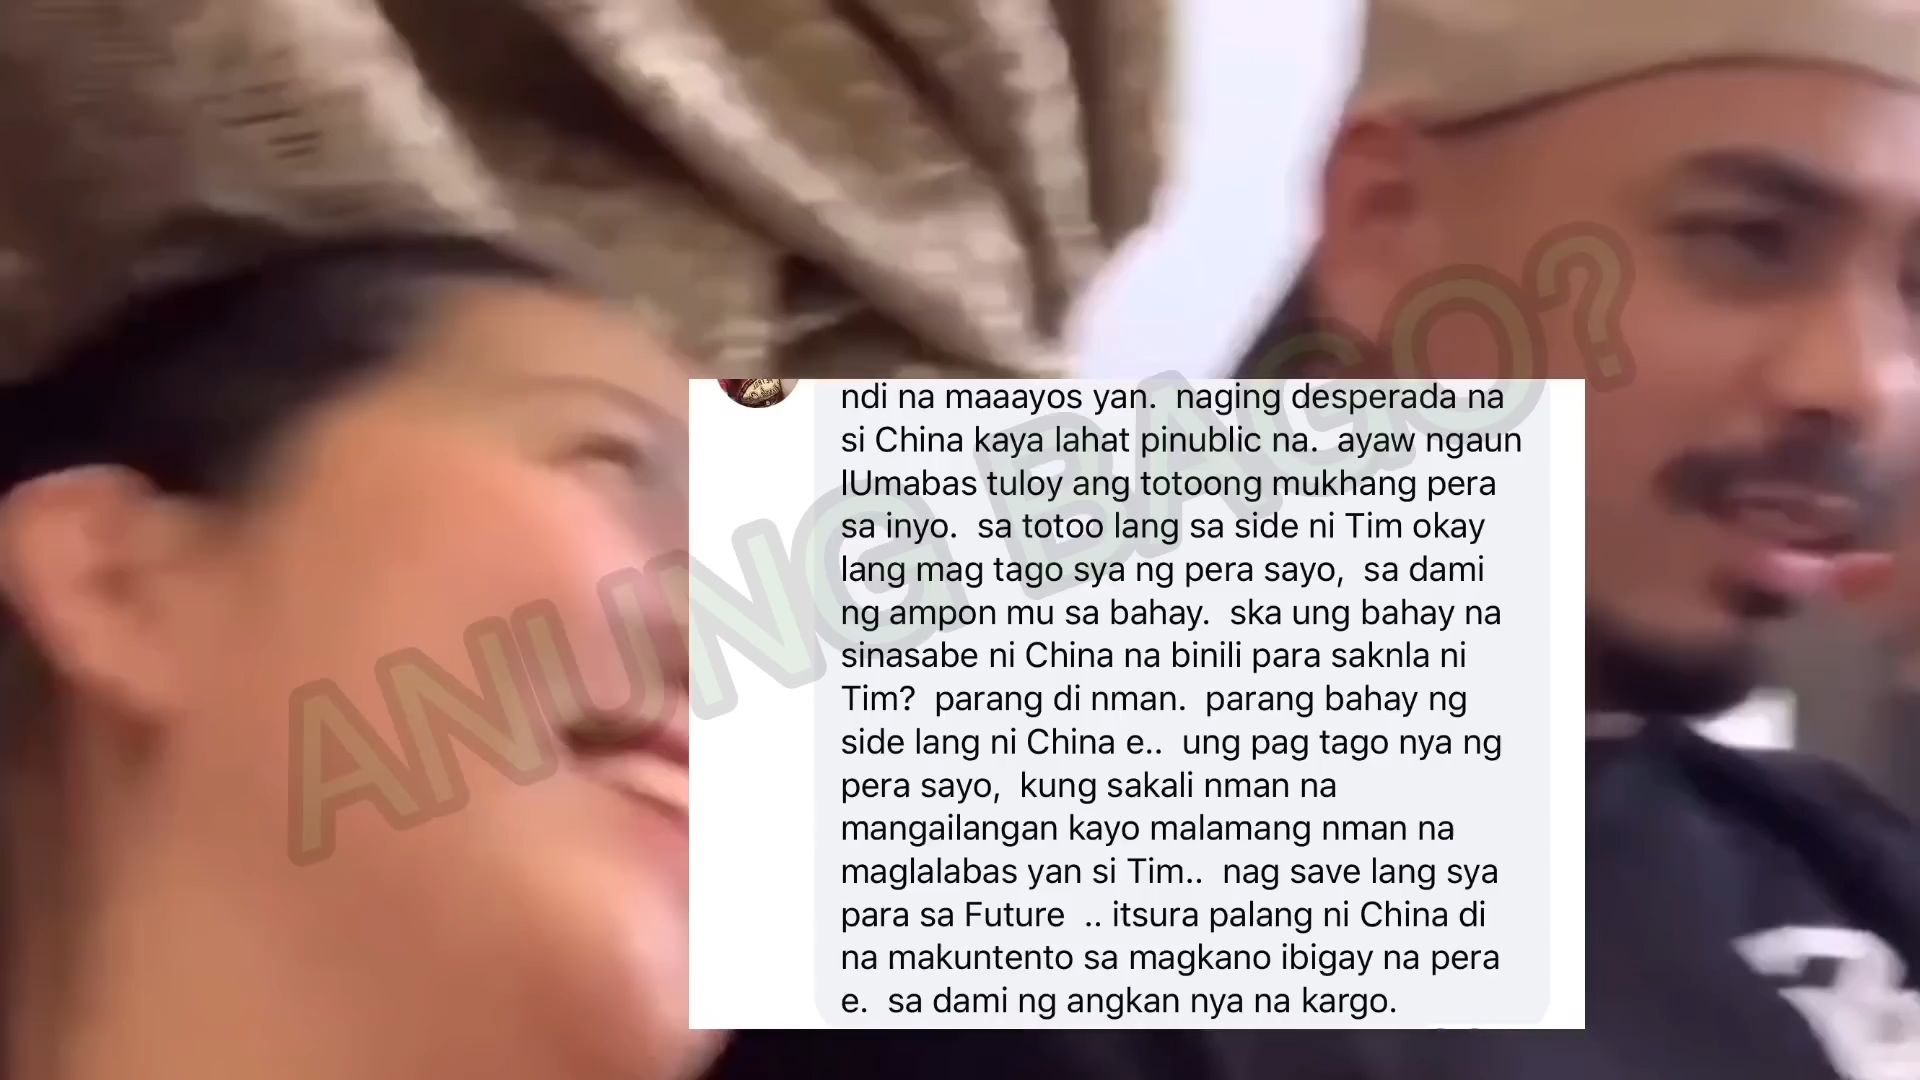 ndi na maaayos yan. naging desperada na
si China kaya lahat pinublic na. ayaw ngaun
lUmabas tuloy ang totoong mukhang pera
sa inyo. sa totoo lang sa side ni Tim okay
lang mag tago sya ng pera sayo, sa dami
ng ampon mu sa bahay. ska ung bahay na
sinasabe ni China na binili para saknla ni
Tim? parang di nman. parang bahay ng
side lang ni China e.. ung pag tago nya ng
pera sayo, kung sakali nman na
mangailangan kayo malamang nman na
maglalabas yan si Tim.. nag save lang sya
para sa Future .. itsura palang ni China di
na makuntento sa magkano ibigay na pera
e. sa dami ng angkan nya na kargo.
ANUNG BAGO?